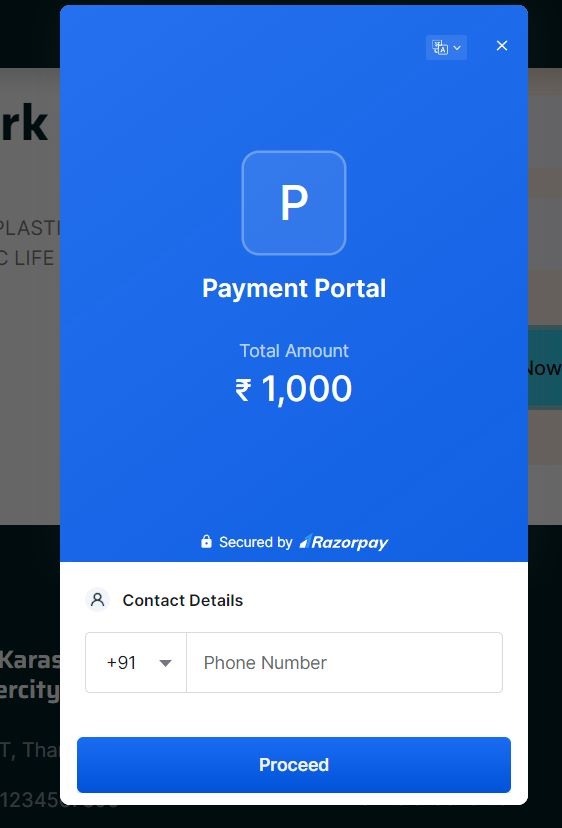 rk
P
Payment Portal
PLASTI
C LIFE
Total Amount
₹ 1,000
Now
Secured by Razorpay
Contact Details
+91
Phone Number
Karas
ercity
T, Than
Proceed